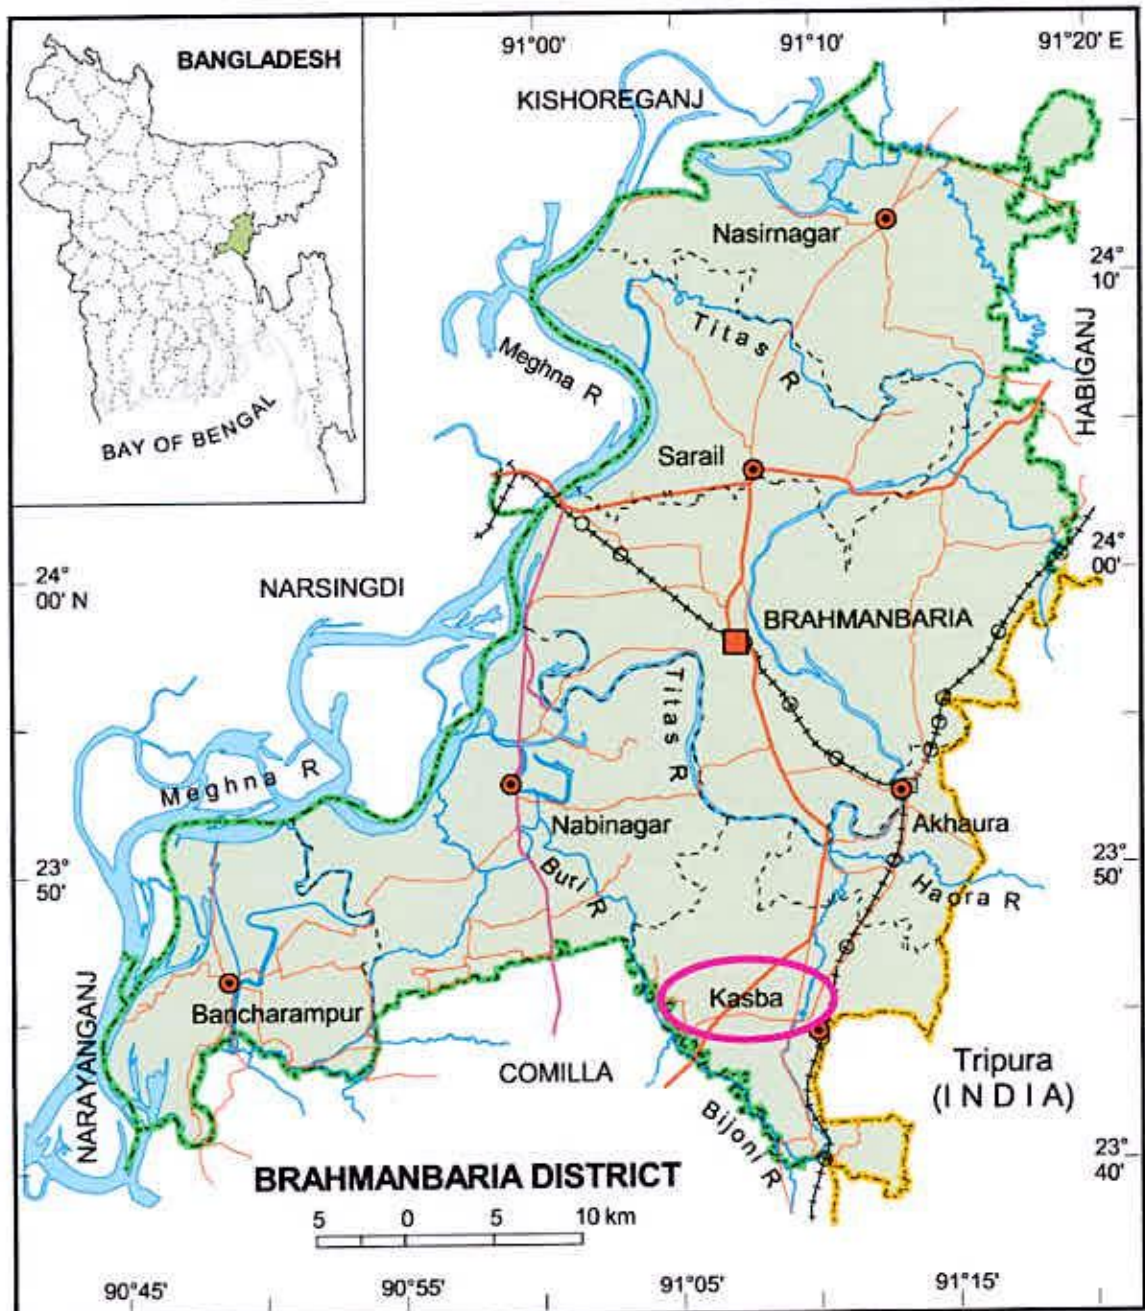 91°00'
91°10'
91°20' E
BANGLADESH
KISHOREGANJ
Nasirnagar
24°
10'
Titas R
HABIGANJ
Meghna R
BAY OF BENGAL
Sarail
24°
00' N
24°
00'
NARSINGDI
BRAHMANBARIA
Titas R
Meghna R
Nabinagar
Akhaura
23°
50'
Buri R
Haora R
23°
50'
Kasba
Bancharampur
NARAYANGANJ
COMILLA
Tripura
(INDIA)
Bijoni R
23°
40'
BRAHMANBARIA DISTRICT
5 0 5 10 km
90°45'
90°55'
91°05'
91°15'